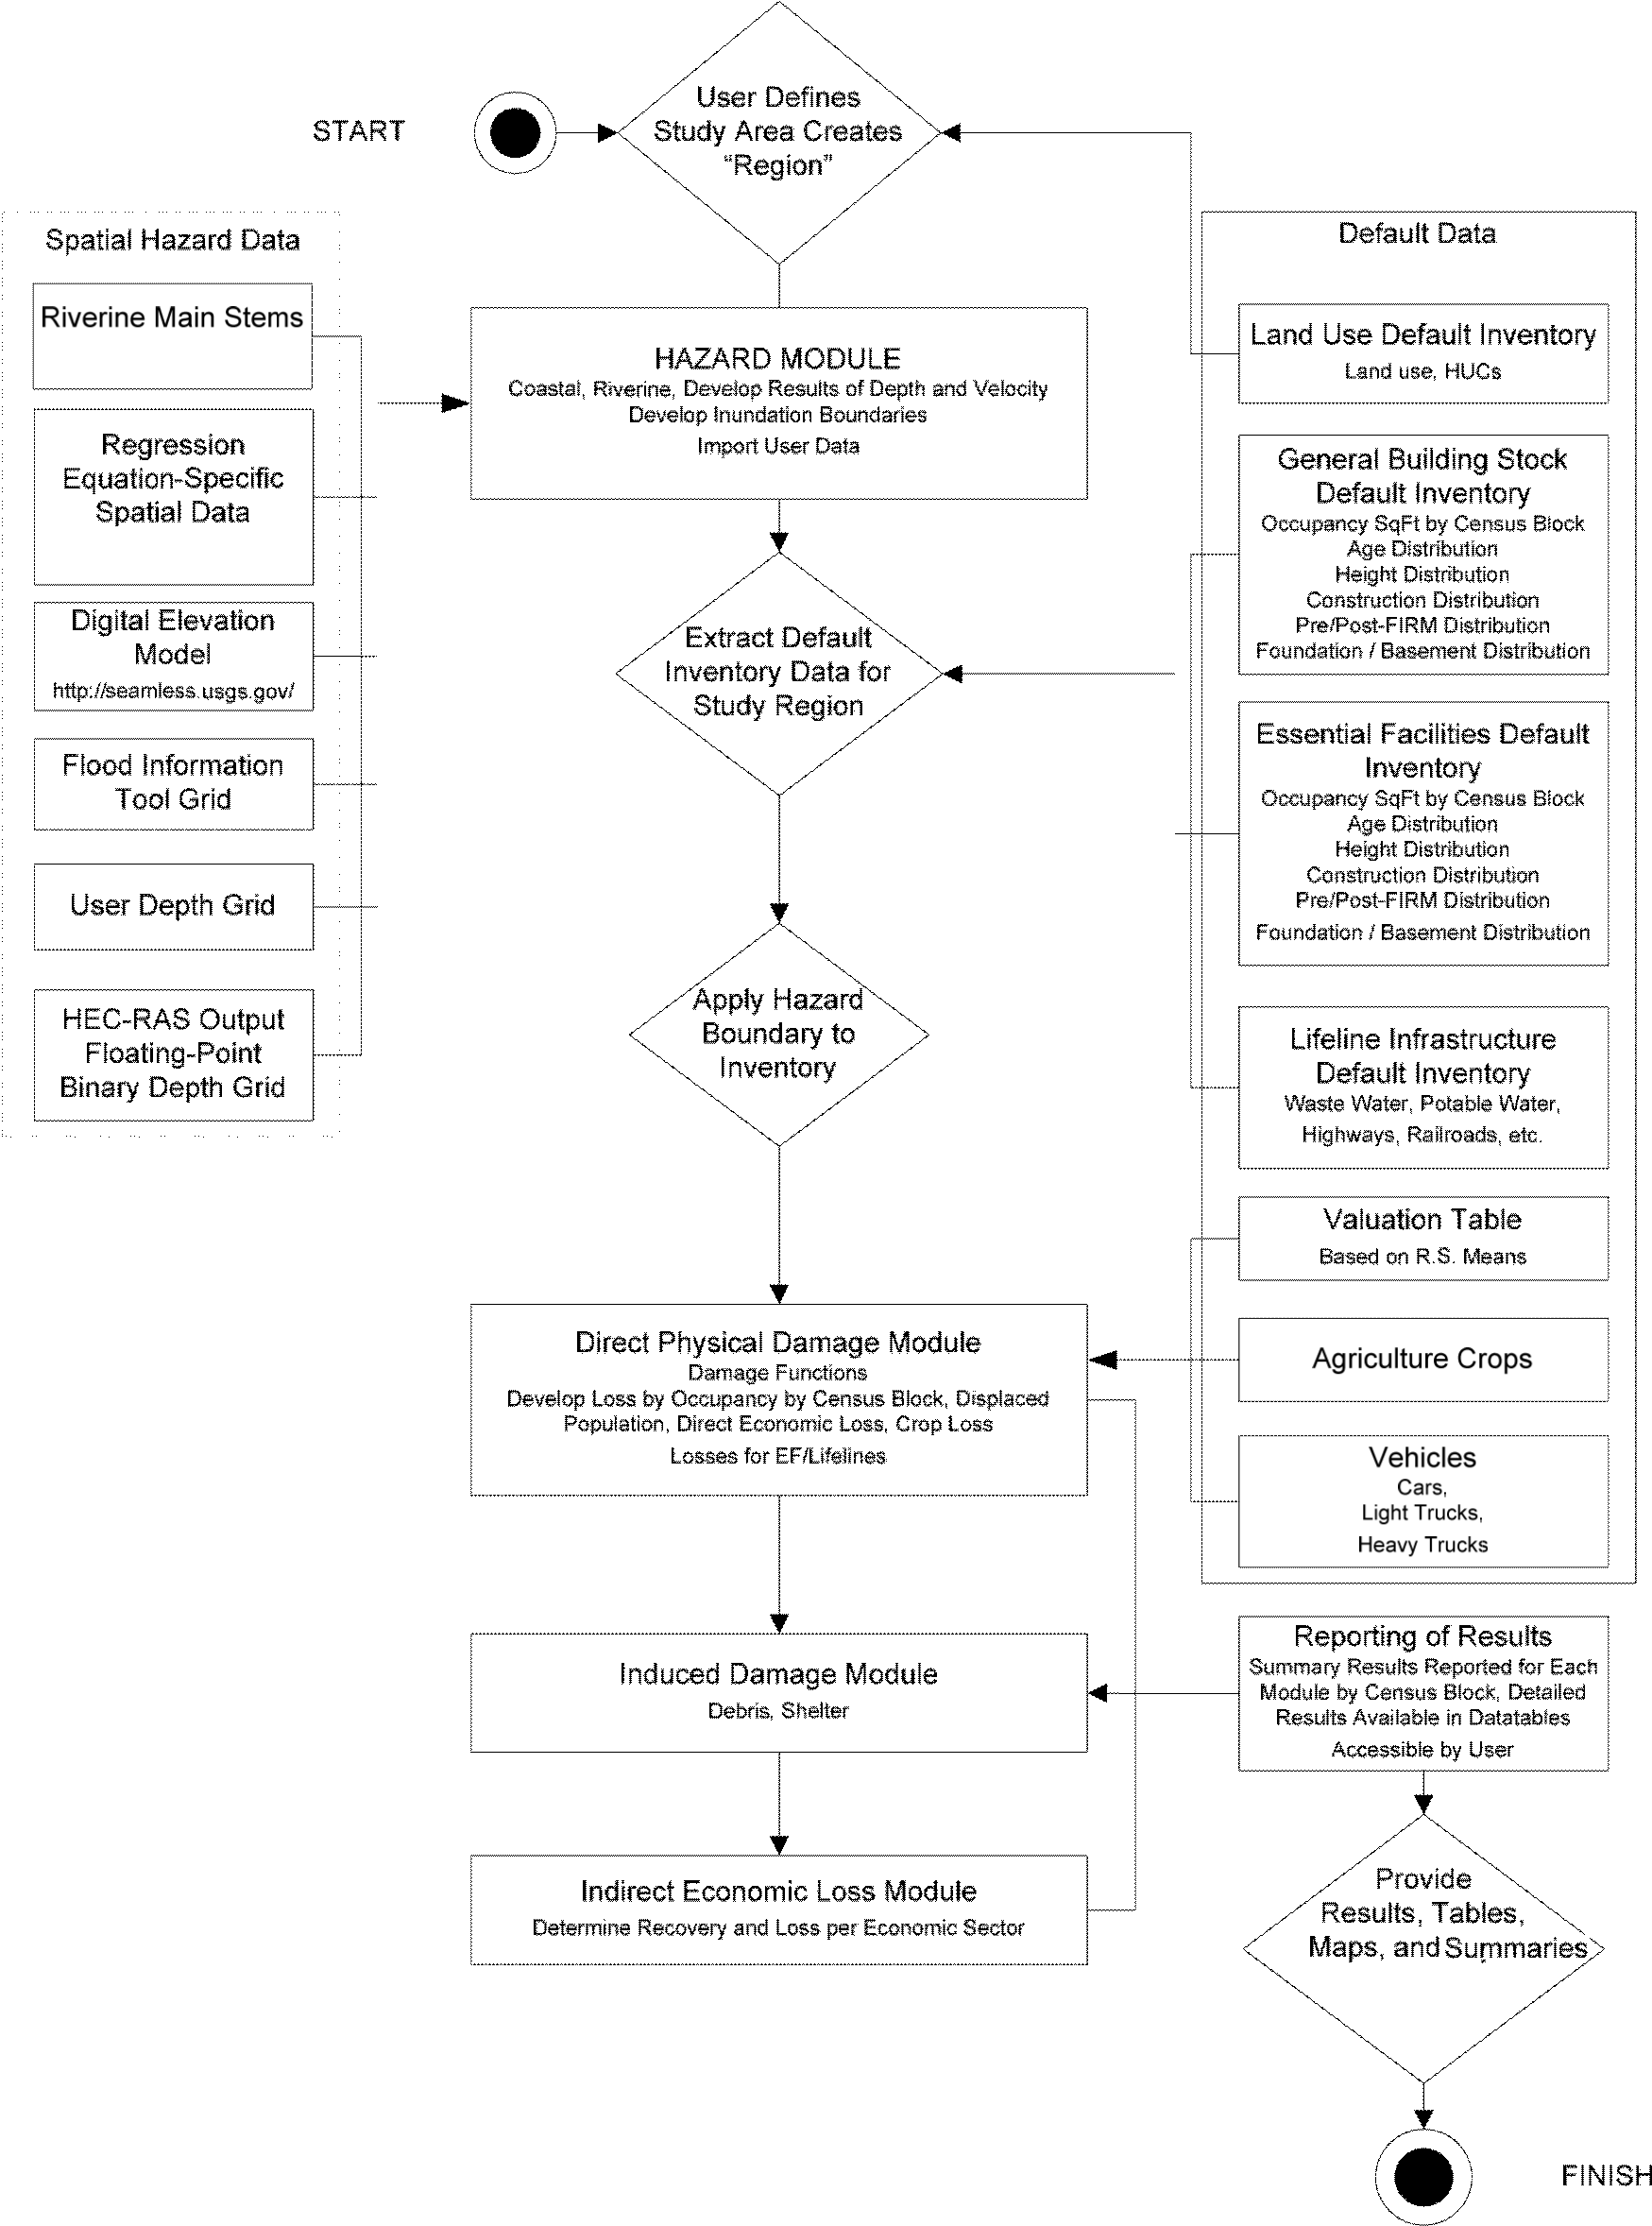 START
User Defines
Study Area Creates
“Region”
Spatial Hazard Data
Riverine Main Stems
Regression
Equation-Specific
Spatial Data
Digital Elevation
Model
http://seamless.usgs.gov/
Flood Information
Tool Grid
User Depth Grid
HEC-RAS Output
Floating-Point
Binary Depth Grid
HAZARD MODULE
Coastal, Riverine, Develop Results of Depth and Velocity
Develop Inundation Boundaries
Import User Data
Extract Default
Inventory Data for
Study Region
Apply Hazard
Boundary to
Inventory
Direct Physical Damage Module
Damage Functions
Develop Loss by Occupancy by Census Block, Displaced
Population, Direct Economic Loss, Crop Loss
Losses for EF/Lifelines
Induced Damage Module
Debris, Shelter
Indirect Economic Loss Module
Determine Recovery and Loss per Economic Sector
Default Data
Land Use Default Inventory
Land use, HUCs
General Building Stock
Default Inventory
Occupancy SqFt by Census Block
Age Distribution
Height Distribution
Construction Distribution
Pre/Post-FIRM Distribution
Foundation / Basement Distribution
Essential Facilities Default
Inventory
Occupancy SqFt by Census Block
Age Distribution
Height Distribution
Construction Distribution
Pre/Post-FIRM Distribution
Foundation / Basement Distribution
Lifeline Infrastructure
Default Inventory
Waste Water, Potable Water,
Highways, Railroads, etc.
Valuation Table
Based on R.S. Means
Agriculture Crops
Vehicles
Cars,
Light Trucks,
Heavy Trucks
Reporting of Results
Summary Results Reported for Each
Module by Census Block, Detailed
Results Available in Datatables
Accessible by User
Provide
Results, Tables,
Maps, and Summaries
FINISH